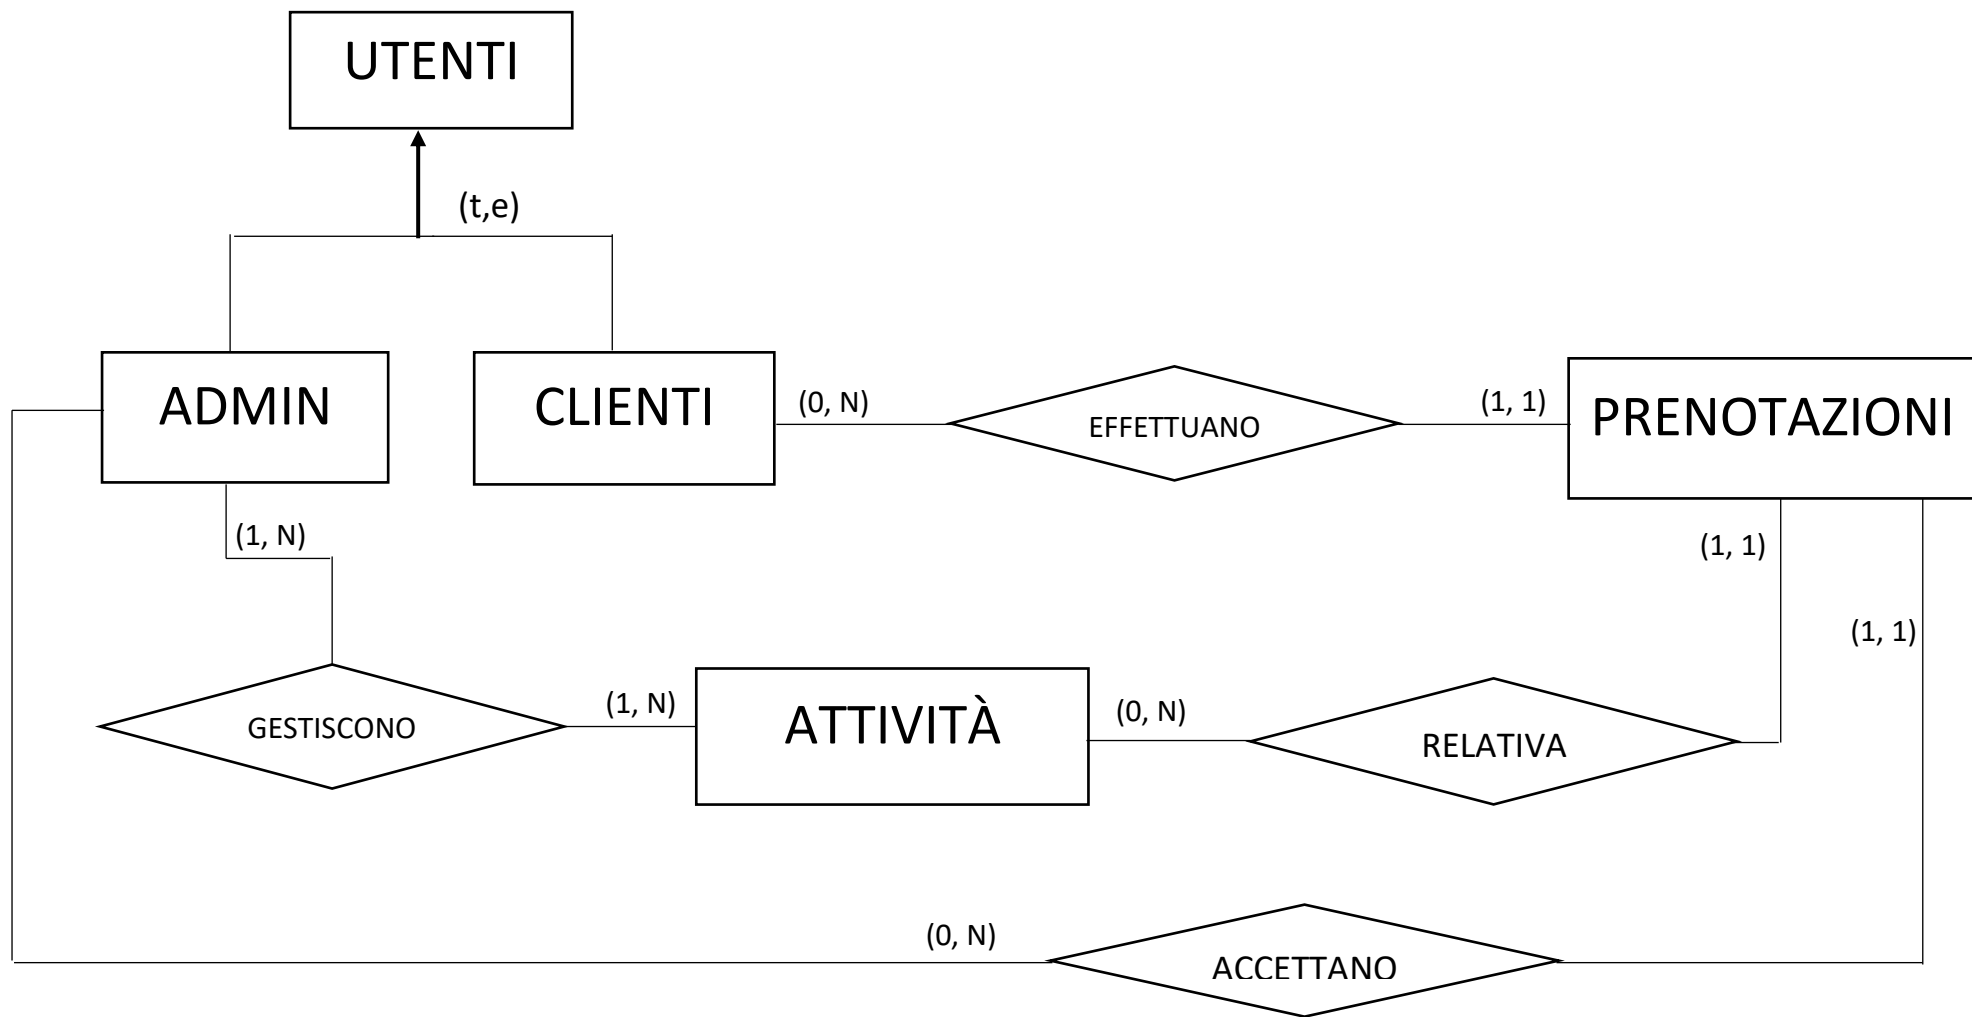 UTENTI
(t,e)
ADMIN
CLIENTI
(0, N)
EFFETTUANO
(1, 1)
PRENOTAZIONI
(1, N)
(1, 1)
(1, 1)
GESTISCONO
(1, N)
ATTIVITÀ
(0, N)
RELATIVA
(0, N)
ACCETTANO